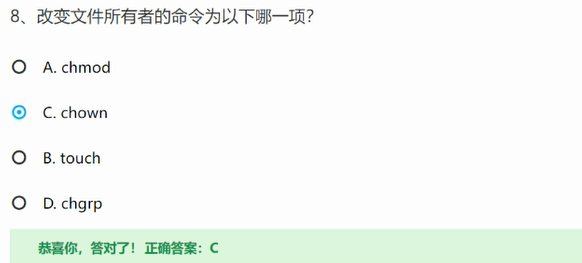 8、改变文件所有者的命令为以下哪一项？
A. chmod
C. chown
B. touch
D. chgrp
恭喜你，答对了！ 正确答案：C